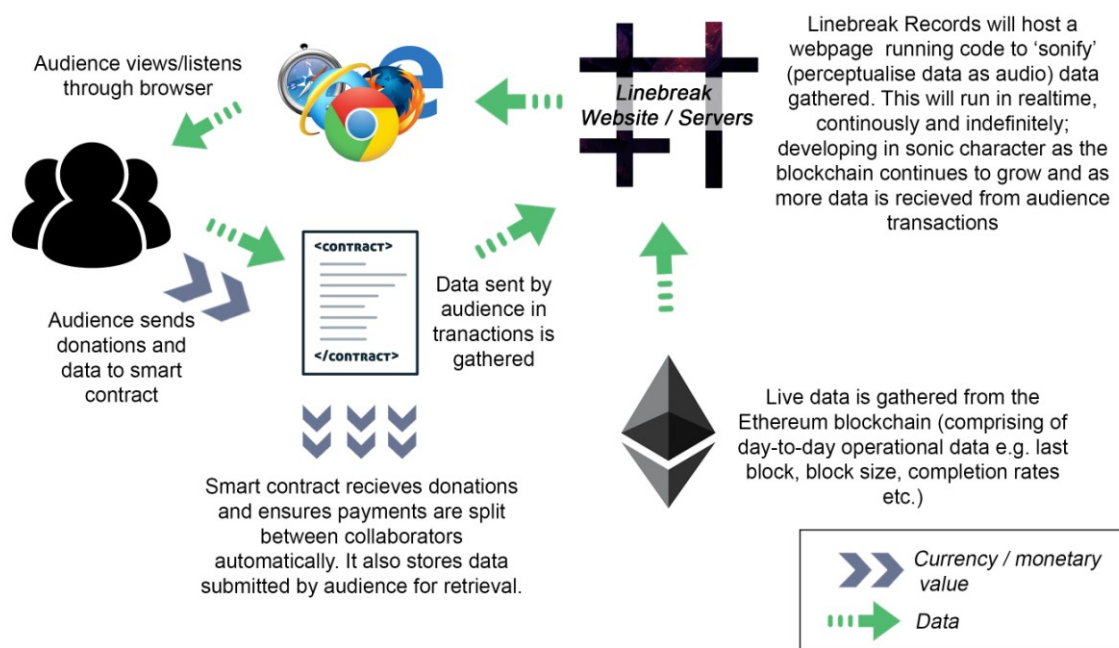 Audience views/listens
through browser
Linebreak
Website / Servers
Linebreak Records will host a
webpage running code to ‘sonify’
(perceptualise data as audio) data
gathered. This will run in realtime,
continously and indefinitely;
developing in sonic character as the
blockchain continues to grow and as
more data is recieved from audience
transactions
<CONTRACT>
</CONTRACT>
Audience sends
donations and
data to smart
contract
Data sent by
audience in
tranactions is
gathered
Smart contract recieves donations
and ensures payments are split
between collaborators
automatically. It also stores data
submitted by audience for retrieval.
Live data is gathered from the
Ethereum blockchain (comprising of
day-to-day operational data e.g. last
block, block size, completion rates
etc.)
Currency / monetary
value
Data